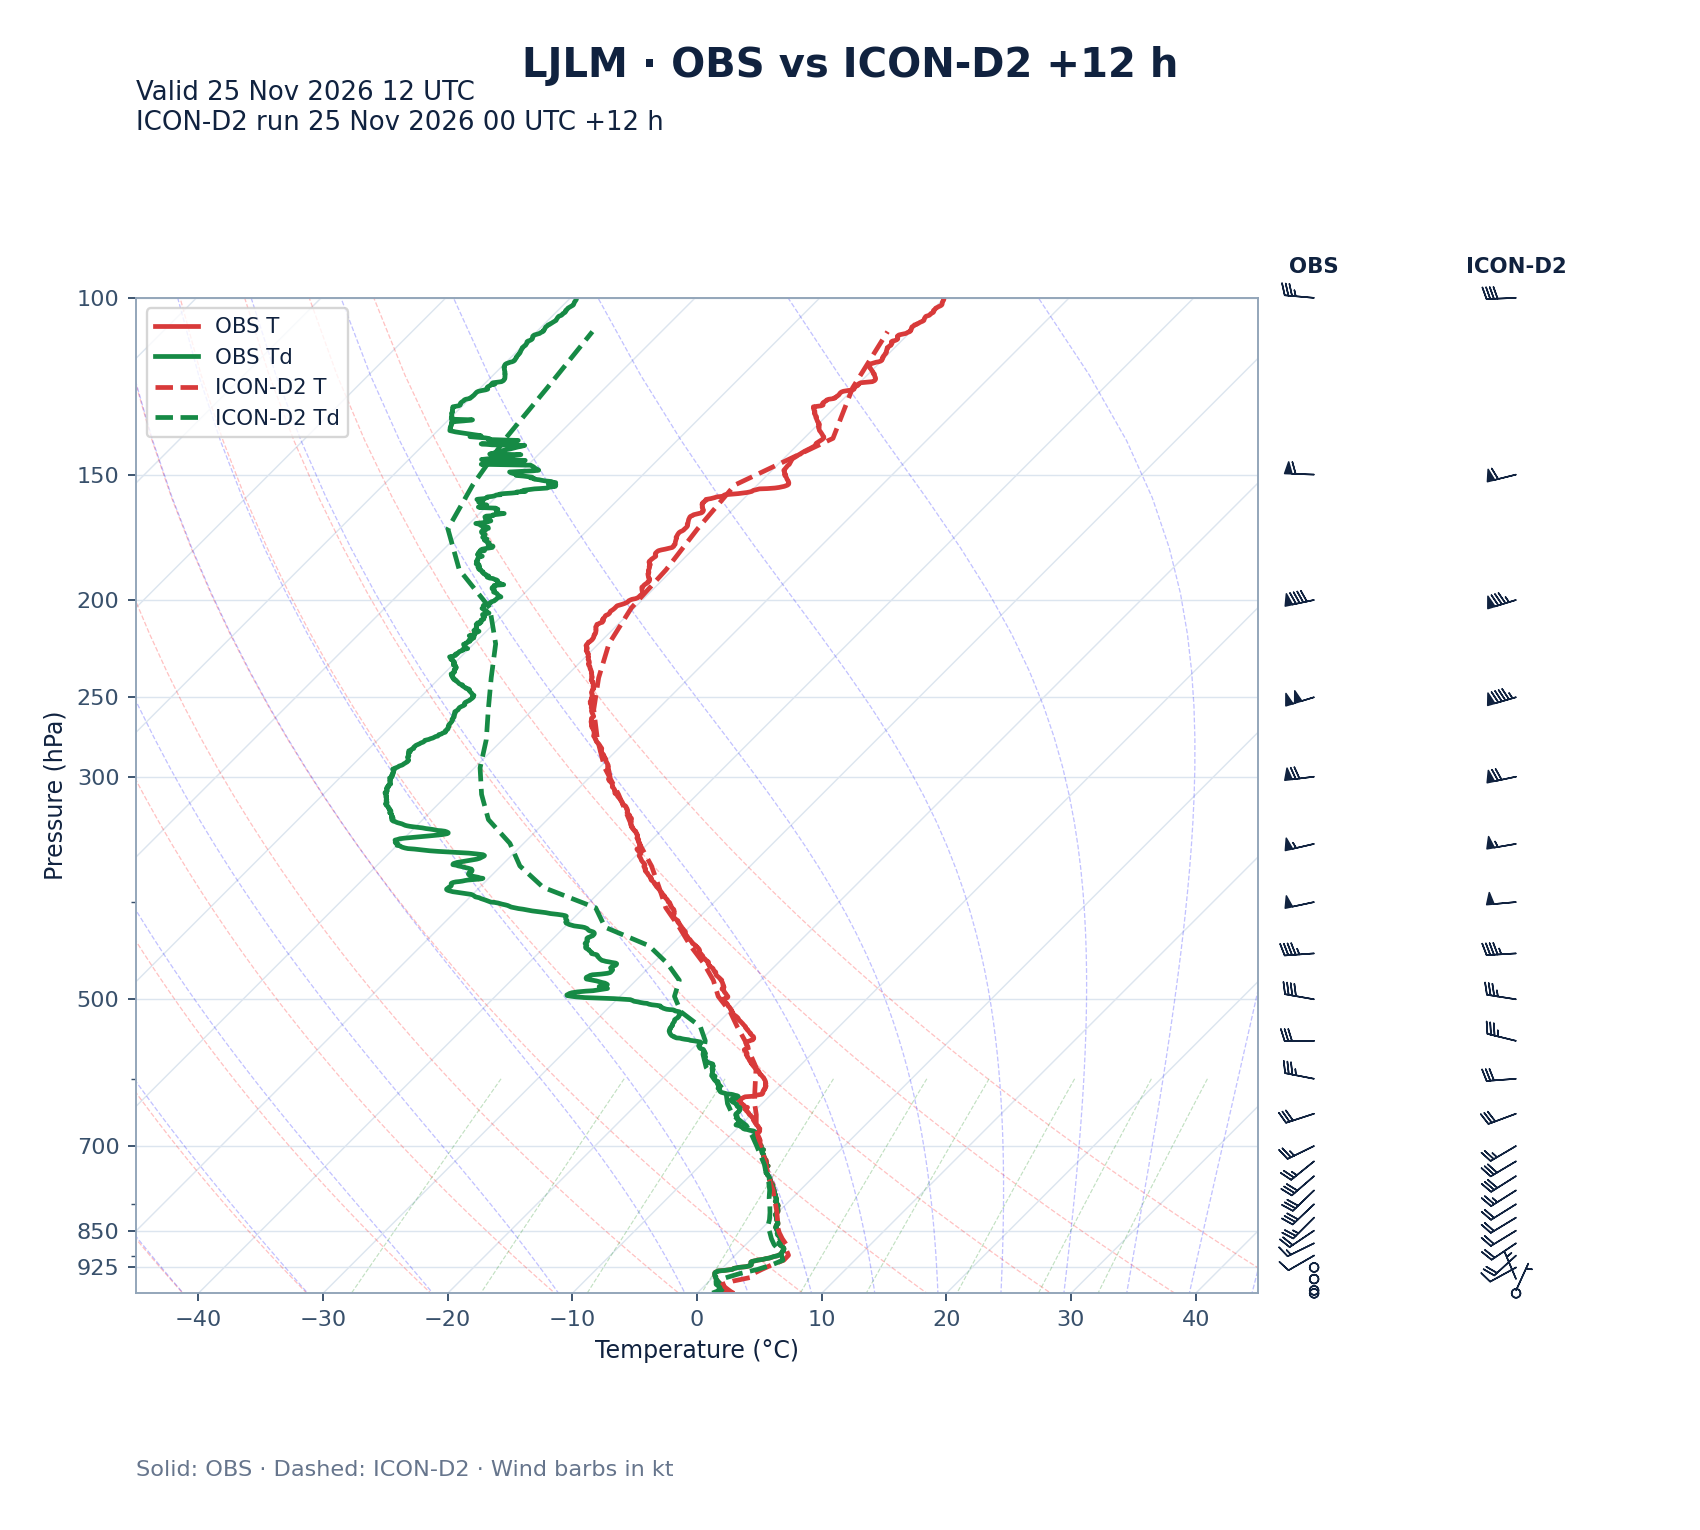 LJLM · OBS vs ICON-D2 +12 h
Valid 25 Nov 2026 12 UTC
ICON-D2 run 25 Nov 2026 00 UTC +12 h
OBS
ICON-D2
OBS T
OBS Td
ICON-D2 T
ICON-D2 Td
Pressure (hPa)
100
150
200
250
300
500
700
850
925
−40
−30
−20
−10
0
10
20
30
40
Temperature (°C)
Solid: OBS · Dashed: ICON-D2 · Wind barbs in kt